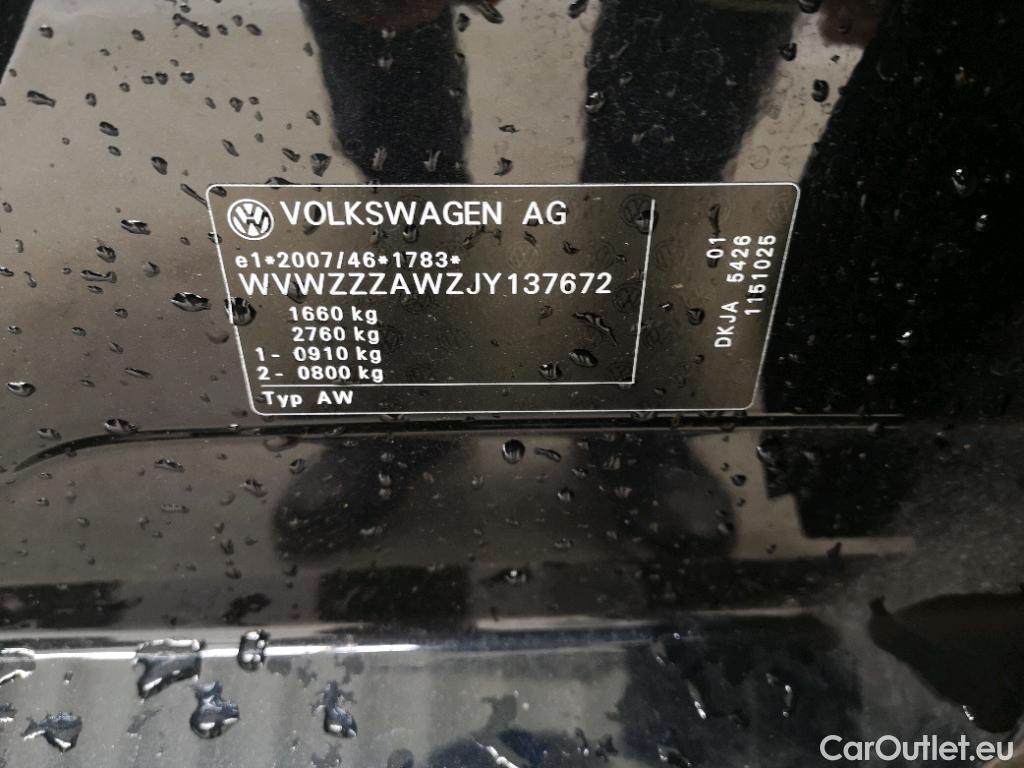 VOLKSWAGEN AG
e1*2007/46*1783*
WVWZZZAWZJY137672
1660 kg
2760 kg
1- 0910 kg
2- 0800 kg
Typ AW
01
DKJA 5426
1151025
CarOutlet.eu